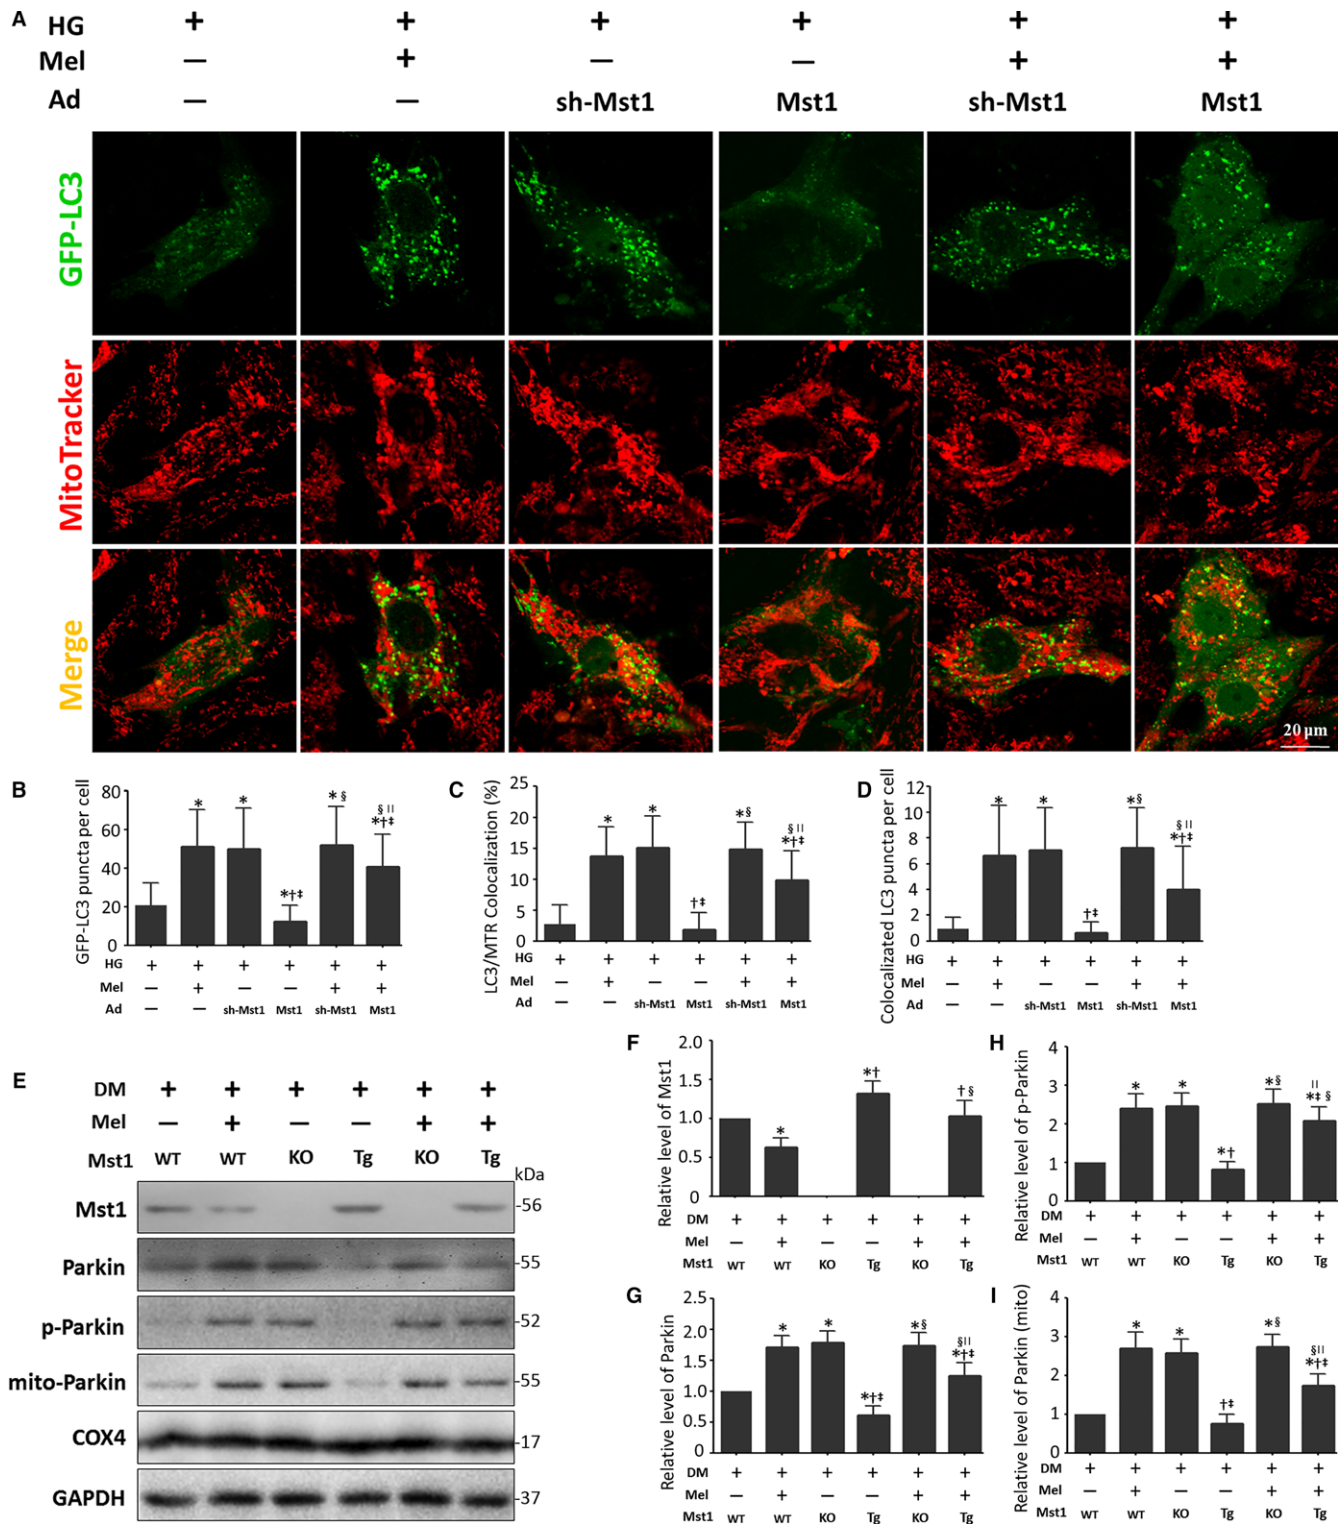 A
HG + + + + + +
Mel — + — — + +
Ad — — sh-Mst1 Mst1 sh-Mst1 Mst1
GFP-LC3
MitoTracker
Merge
20 µm
B
GFP-LC3 puncta per cell
80
60
40
20
0
* * *†‡ *§ §|| *†‡
HG + + + + + +
Mel — + — — + +
Ad — — sh-Mst1 Mst1 sh-Mst1 Mst1
C
LC3/MTR Colocalization (%)
25
20
15
10
5
0
* * †‡ *§ §|| *†‡
HG + + + + + +
Mel — + — — + +
Ad — — sh-Mst1 Mst1 sh-Mst1 Mst1
D
Colocalizated LC3 puncta per cell
12
10
8
6
4
2
0
* * †‡ *§ §|| *†‡
HG + + + + + +
Mel — + — — + +
Ad — — sh-Mst1 Mst1 sh-Mst1 Mst1
E
DM + + + + + +
Mel — + — — + +
Mst1 WT WT KO Tg KO Tg
kDa
Mst1 -56
Parkin -55
p-Parkin -52
mito-Parkin -55
COX4 -17
GAPDH -37
F
Relative level of Mst1
2.0
1.5
1.0
0.5
0
* *† †§
DM + + + + + +
Mel — + — — + +
Mst1 WT WT KO Tg KO Tg
H
Relative level of p-Parkin
4
3
2
1
0
* * *† *§ || *‡ §
DM + + + + + +
Mel — + — — + +
Mst1 WT WT KO Tg KO Tg
G
Relative level of Parkin
2.5
2.0
1.5
1.0
0.5
0.0
* * *†‡ *§ §|| *†‡
DM + + + + + +
Mel — + — — + +
Mst1 WT WT KO Tg KO Tg
I
Relative level of Parkin (mito)
4
3
2
1
0
* * †‡ *§ §|| *†‡
DM + + + + + +
Mel — + — — + +
Mst1 WT WT KO Tg KO Tg